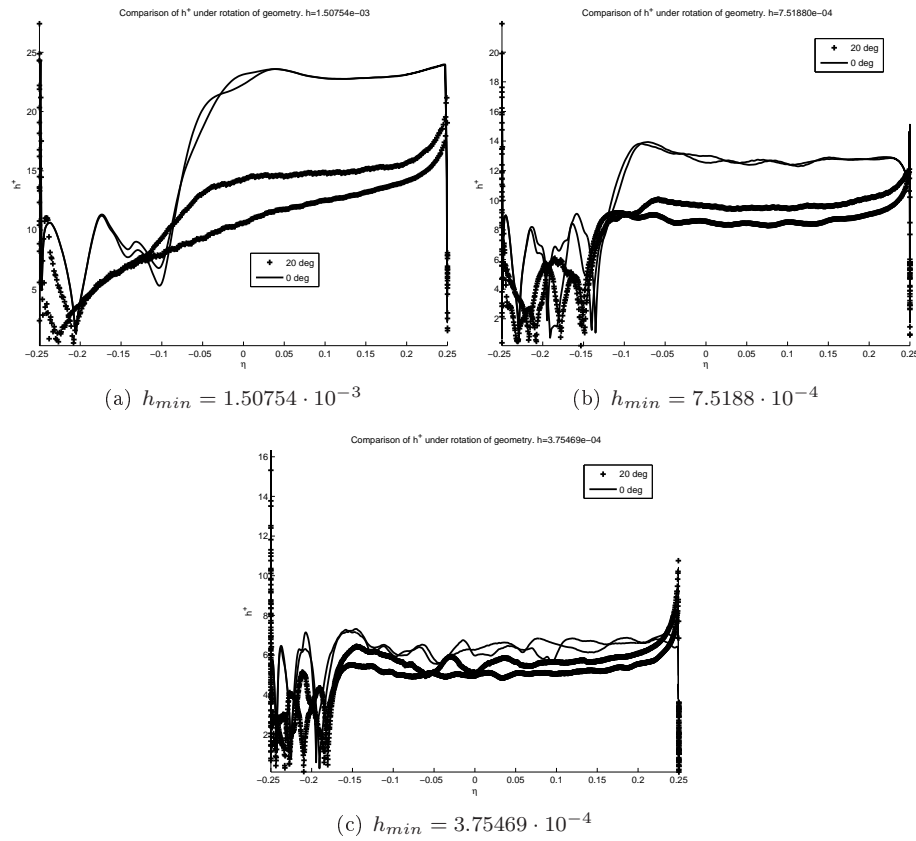 Comparison of h⁺ under rotation of geometry. h=1.50754e−03
25
20
15
10
5
h⁺
20 deg
0 deg
−0.25 −0.2 −0.15 −0.1 −0.05 0 0.05 0.1 0.15 0.2 0.25
η
(a) h_min = 1.50754 · 10⁻³
Comparison of h⁺ under rotation of geometry. h=7.51880e−04
20
18
16
14
12
10
8
6
4
2
h⁺
20 deg
0 deg
−0.25 −0.2 −0.15 −0.1 −0.05 0 0.05 0.1 0.15 0.2 0.25
η
(b) h_min = 7.5188 · 10⁻⁴
Comparison of h⁺ under rotation of geometry. h=3.75469e−04
16
14
12
10
8
6
4
2
h⁺
20 deg
0 deg
−0.25 −0.2 −0.15 −0.1 −0.05 0 0.05 0.1 0.15 0.2 0.25
η
(c) h_min = 3.75469 · 10⁻⁴